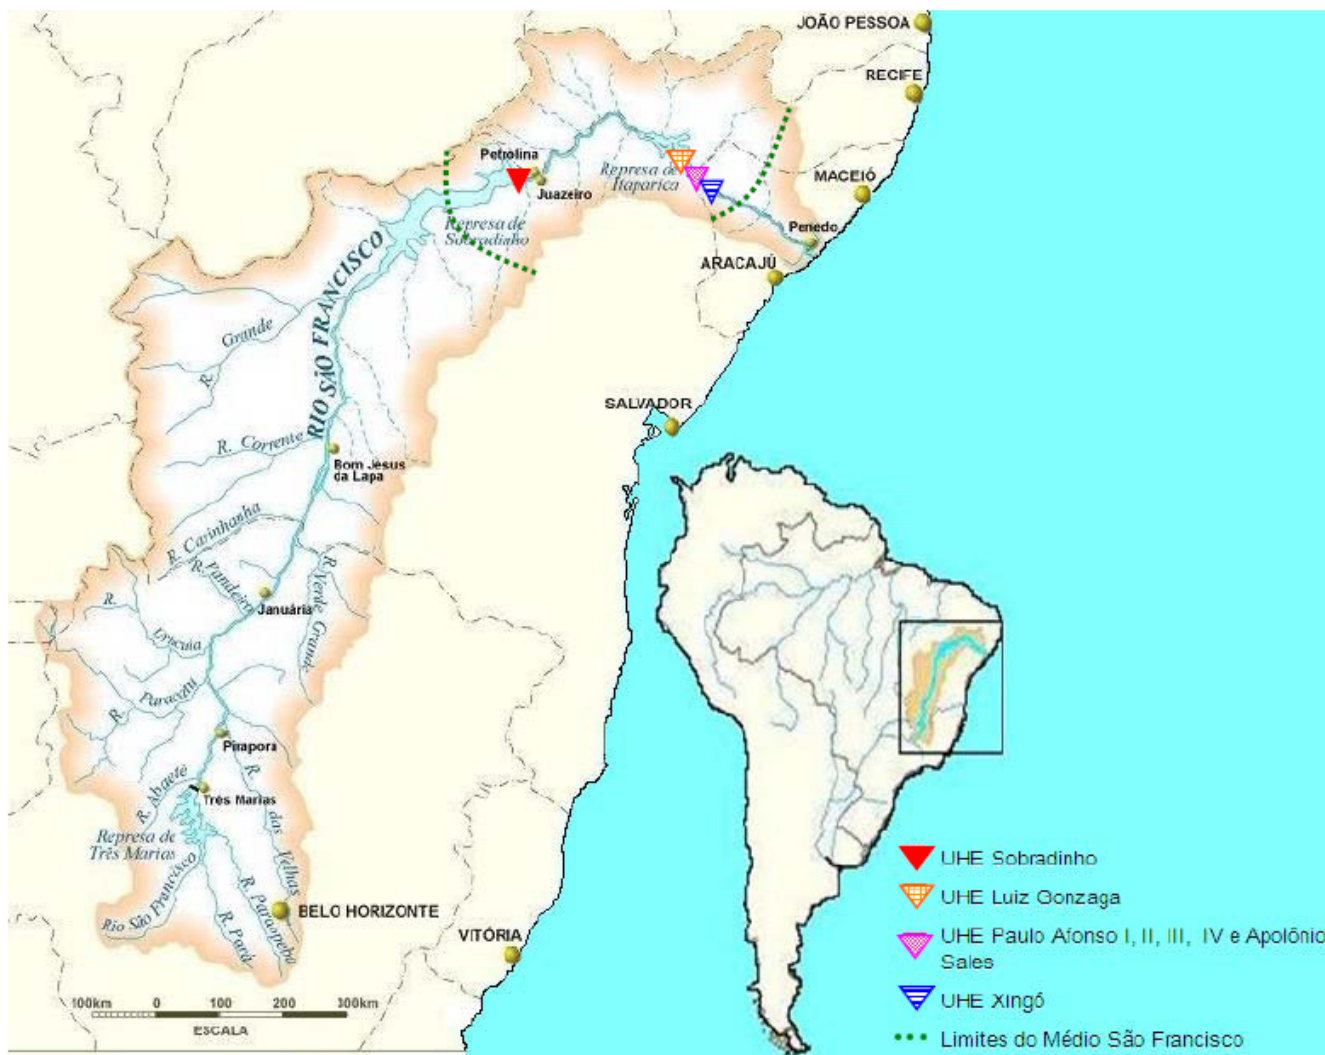 JOÃO PESSOA
RECIFE
Petrolina
Represa de
Itaparica
MACEIÓ
Juazeiro
Represa de
Sobradinho
Penedo
ARACAJÚ
RIO SÃO FRANCISCO
R. Grande
SALVADOR
R. Corrente
Bom Jesus
da Lapa
R. Carinhanha
R. Pandeiro
R. Verde Grande
Januária
R. Urucuia
R. Paracatu
Pirapora
R. Abaeté
Três Marias
R. das Velhas
Represa de
Três Marias
Rio São Francisco
R. Paraopeba
R. Pará
BELO HORIZONTE
VITÓRIA
100km 0 100 200 300km
ESCALA
UHE Sobradinho
UHE Luiz Gonzaga
UHE Paulo Afonso I, II, III, IV e Apolônio
Sales
UHE Xingó
Limites do Médio São Francisco